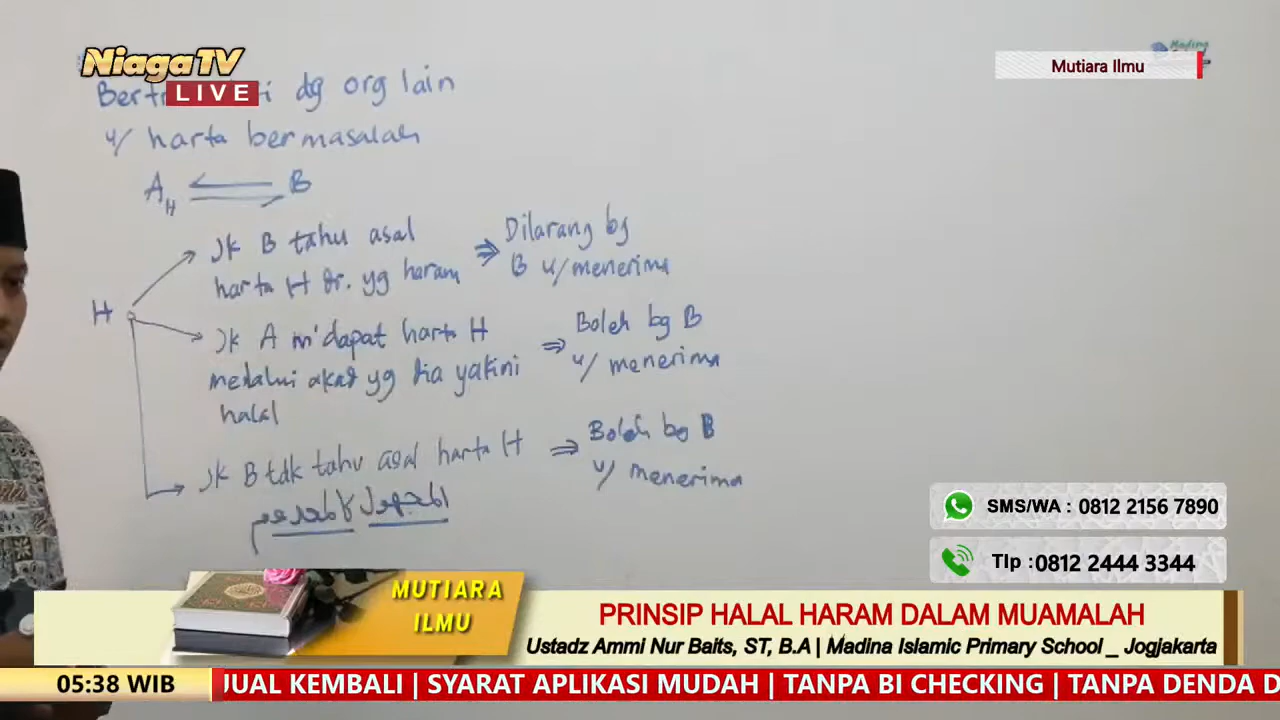 Niaga TV
LIVE
Mutiara Ilmu
Madina
dg org lain
u/ harta bermasalah
A H B
Jk B tahu asal
harta H dr. yg haram
Dilarang bg
B u/ menerima
H
Jk A m'dapat harta H
melalui akad yg dia yakini
halal
Boleh bg B
u/ menerima
Jk B tdk tahu asal harta H
المجهول كالمعدوم
Boleh bg B
u/ menerima
SMS/WA : 0812 2156 7890
Tlp : 0812 2444 3344
MUTIARA
ILMU
PRINSIP HALAL HARAM DALAM MUAMALAH
Ustadz Ammi Nur Baits, ST, B.A | Madina Islamic Primary School _ Jogjakarta
05:38 WIB
JUAL KEMBALI | SYARAT APLIKASI MUDAH | TANPA BI CHECKING | TANPA DENDA D